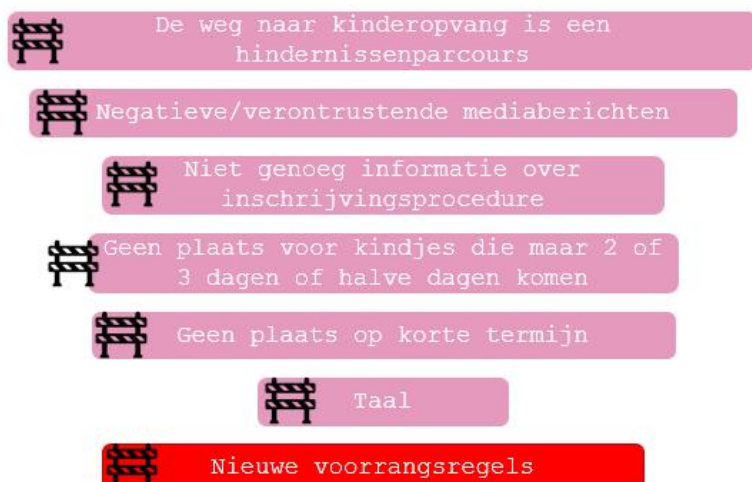 De weg naar kinderopvang is een
hindernissenparcours
Negatieve/verontrustende mediaberichten
Niet genoeg informatie over
inschrijvingsprocedure
Geen plaats voor kindjes die maar 2 of
3 dagen of halve dagen komen
Geen plaats op korte termijn
Taal
Nieuwe voorrangsregels